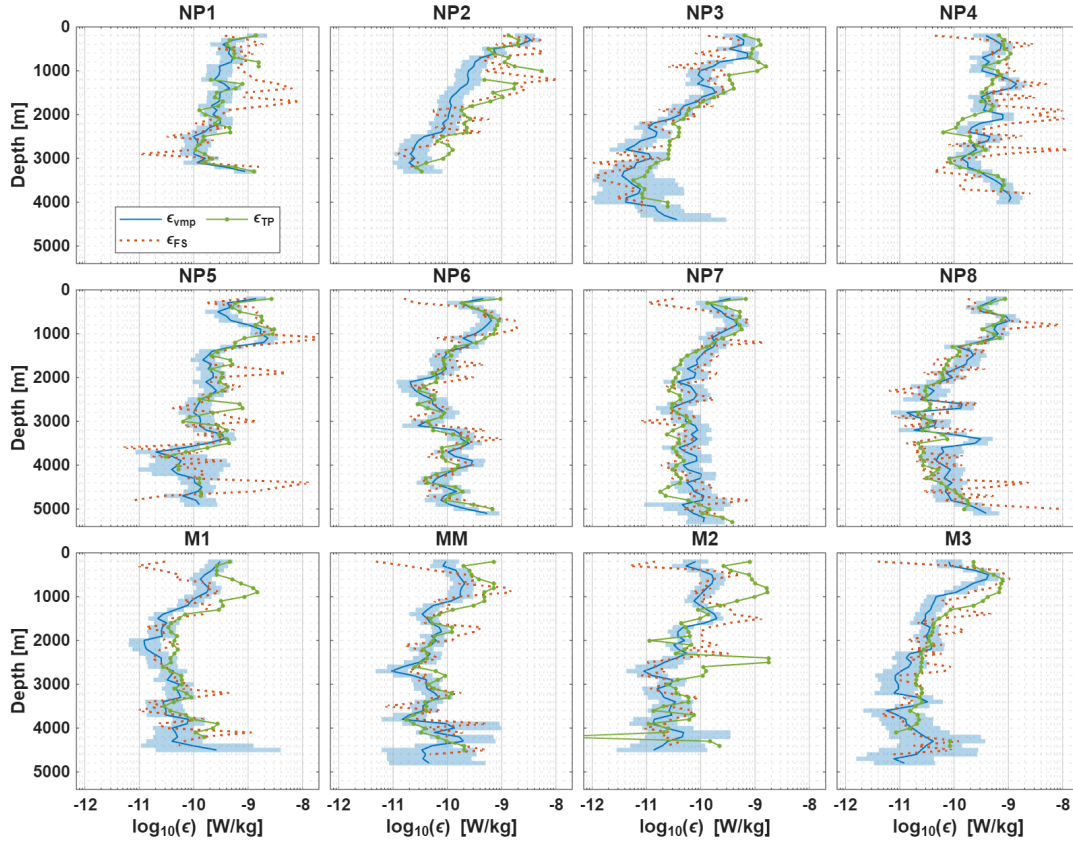 NP1 NP2 NP3 NP4
0
1000
2000
3000
4000
5000
Depth [m]
ϵvmp ϵTP
ϵFS
NP5 NP6 NP7 NP8
0
1000
2000
3000
4000
5000
Depth [m]
M1 MM M2 M3
0
1000
2000
3000
4000
5000
Depth [m]
-12 -11 -10 -9 -8 -11 -10 -9 -8 -12 -11 -10 -9 -8 -11 -10 -9 -8
log10(ϵ) [W/kg] log10(ϵ) [W/kg] log10(ϵ) [W/kg] log10(ϵ) [W/kg]